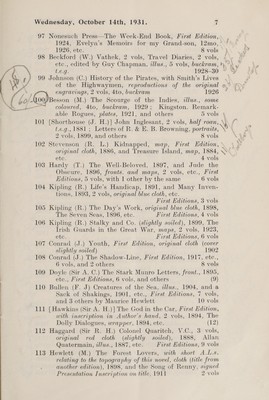 Wednesday, October 14th, 1931. 7
97 Nonesuch Press—The Week-End Book, First Edition,
1924, Evelyn's Memoirs for my Grand-son, 12mo,
1926, etc. 8 vols
98 Beckford (W.) Vathek, 2 vols, Travel Diaries, 2 vols,
etc., edited by Guy Chapman, illus., 5 vols, buckram,
t.e.g. 1928-30
99 Johnson (C.) History of the Pirates, with Smith's Lives
of the Highwaymen, reproductions of the original
engravings, 2 vols, 4to, buckram 1926
100 Besson (M.) The Scourge of the Indies, illus., some
coloured, 4to, buckram, 1929; Kingston. Remark-
able Rogues, plates, 1921, and others 5 vols
101 [Shorthouse (J. H.)] John Inglesant, 2 vols, half roan,
t.e.g., 1881; Letters of R. & E. B. Browning, portraits,
2 vols, 1899, and others 8 vols
102 Stevenson (R. L.) Kidnapped, map, First Edition,
original cloth, 1886, and Treasure Island, map, 1884,
etc. 4 vols
103 Hardy (T.) The Well-Beloved, 1897, and Jude the
Obscure, 1896, fronts. and maps, 2 vols, etc., First
Editions, 5 vols, with 1 other by the same 6 vols
104 Kipling (R.) Life's Handicap, 1891, and Many Inven-
tions, 1893, 2 vols, original blue cloth, etc.
First Editions, 3 vols
105 Kipling (R.) The Day's Work, original blue cloth, 1898,
The Seven Seas, 1896, etc. First Editions, 4 vols
106 Kipling (R.) Stalky and Co. (slightly soiled), 1899, The
Irish Guards in the Great War, maps, 2 vols, 1923,
etc. First Editions, 6 vols
107 Conrad (J.) Youth, First Edition, original cloth (cover
slightly soiled) 1902
108 Conrad (J.) The Shadow-Line, First Edition, 1917, etc.,
6 vols, and 2 others 8 vols
109 Doyle (Sir A. C.) The Stark Munro Letters, front., 1895,
etc., First Editions, 6 vols, and others (9)
110 Bullen (F. J) Creatures of the Sea, illus., 1904, and a
Sack of Shakings, 1901, etc., First Editions, 7 vols,
and 3 others by Maurice Hewlett 10 vols
111 [Hawkins (Sir A. H.)] The God in the Car, First Edition,
with inscription in Author's hand, 2 vols, 1894, The
Dolly Dialogues, wrapper, 1894, etc. (12)
112 Haggard (Sir R. H.) Colonel Quaritch, V.C., 3 vols,
original red cloth (slightly soiled), 1888, Allan
Quatermain, illus., 1887, etc. First Editions, 9 vols
113 Hewlett (M.) The Forest Lovers, with short A.L.s.
relating to the topography of this novel, cloth (title from
another edition), 1898, and the Song of Renny, signed
Presentation Inscription on title, 1911 2 vols